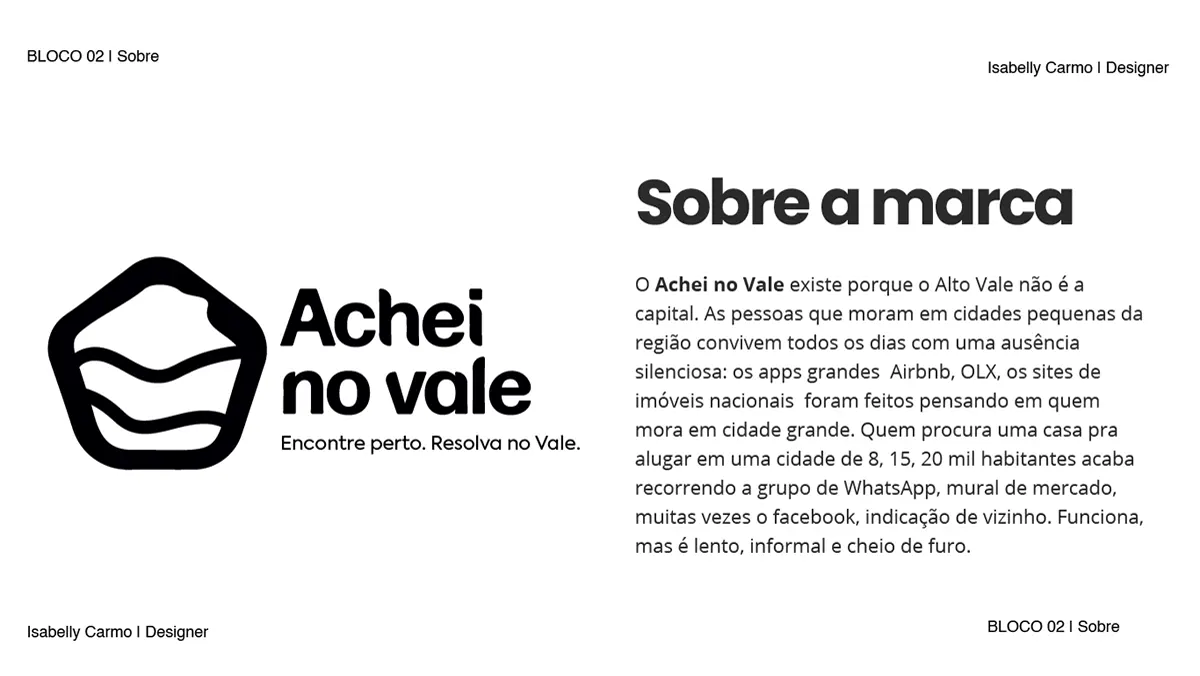 BLOCO 02 | Sobre
Isabelly Carmo | Designer
Achei
no vale
Encontre perto. Resolva no Vale.
Sobre a marca
O Achei no Vale existe porque o Alto Vale não é a
capital. As pessoas que moram em cidades pequenas da
região convivem todos os dias com uma ausência
silenciosa: os apps grandes  Airbnb, OLX, os sites de
imóveis nacionais  foram feitos pensando em quem
mora em cidade grande. Quem procura uma casa pra
alugar em uma cidade de 8, 15, 20 mil habitantes acaba
recorrendo a grupo de WhatsApp, mural de mercado,
muitas vezes o facebook, indicação de vizinho. Funciona,
mas é lento, informal e cheio de furo.
Isabelly Carmo | Designer
BLOCO 02 | Sobre